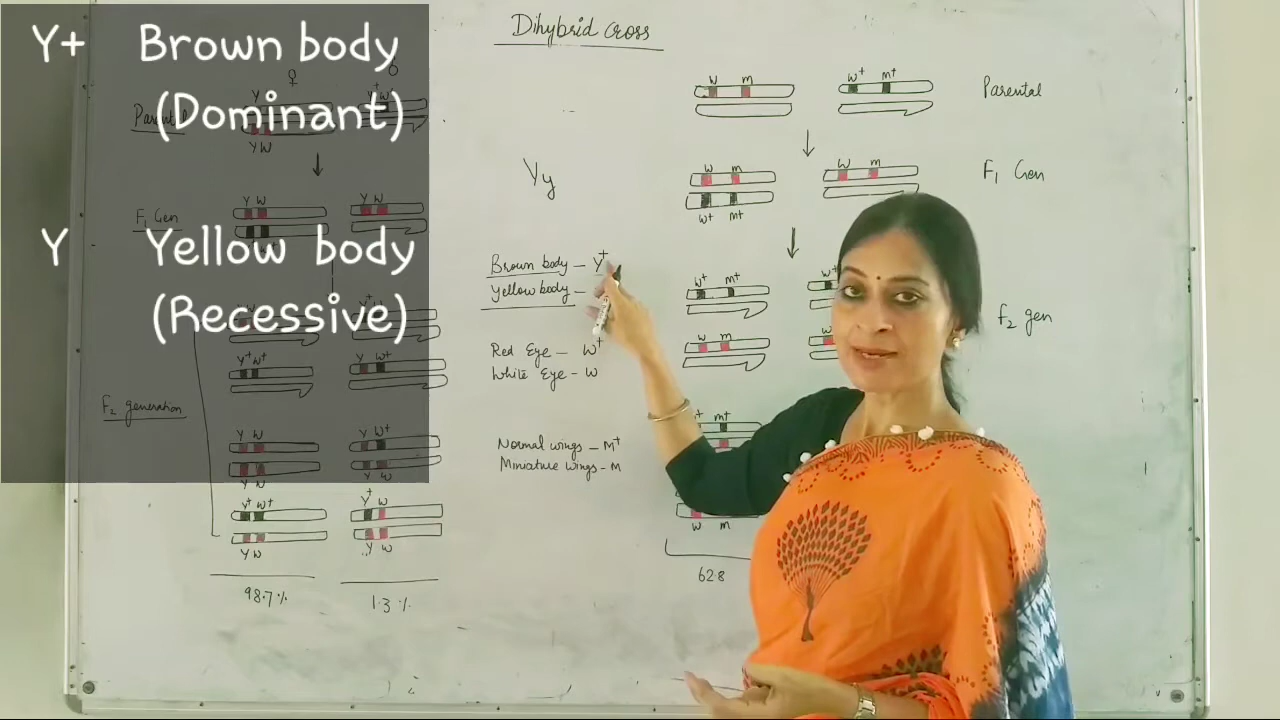 Y+ Brown body
(Dominant)
Y Yellow body
(Recessive)
Dihybrid cross
♀
Parental
Y
Y W
F1 Gen
Y W
Y W
F2 generation
Y+ W+
Y W+
Y W
Y W+
Y W
Y W
Y+ W+
Y+ W
Y W
Y W
98.7%
1.3%
Yy
Brown body – Y+
Yellow body –
Red Eye – W+
White Eye – W
Normal wings – M+
Miniature wings – M
W m
W+ m+
Parental
W m
W m
F1 Gen
W+ m+
W+ m+
W+
F2 gen
W m
W
m+
W m
62.8